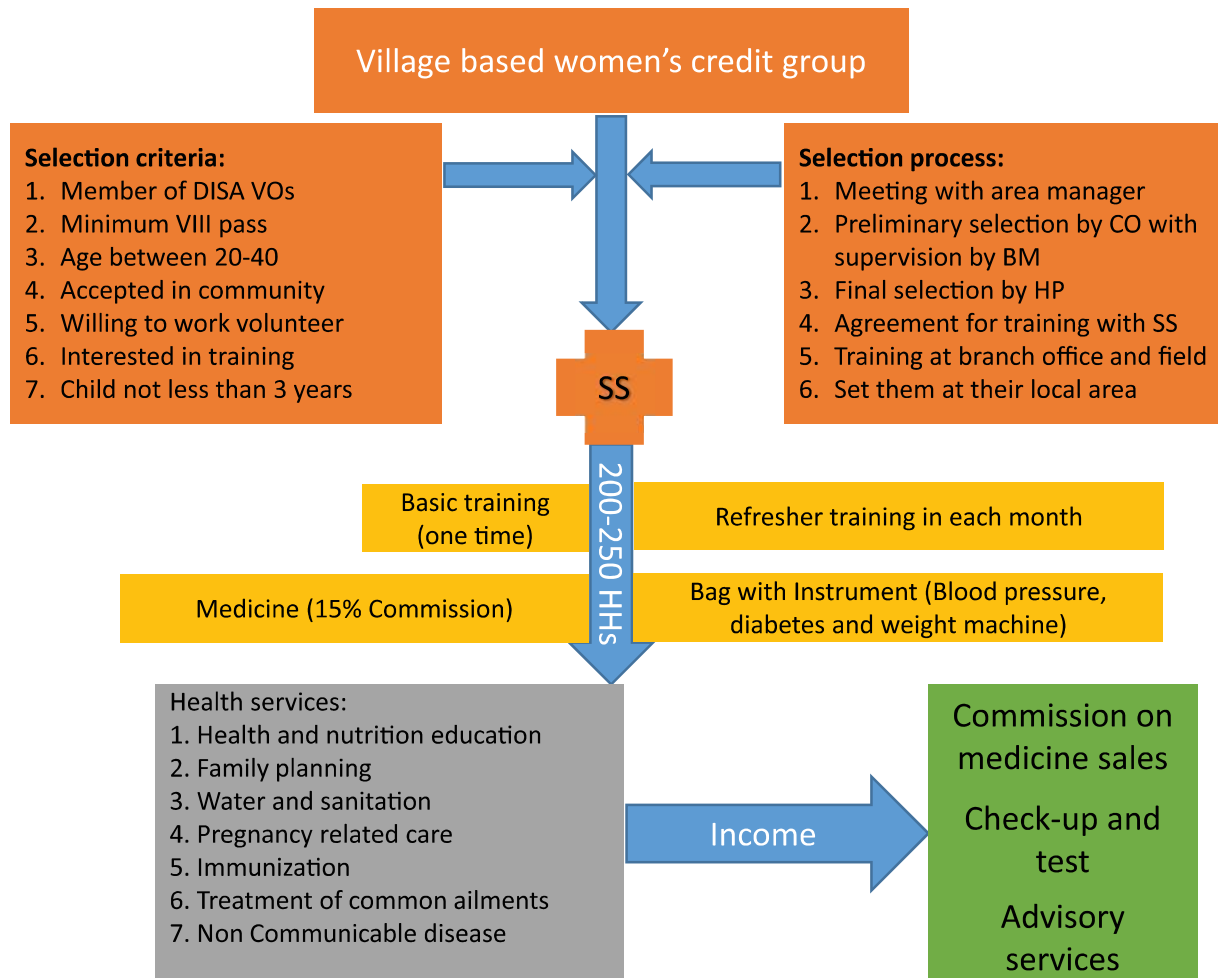 Village based women’s credit group
Selection criteria:
1. Member of DISA VOs
2. Minimum VIII pass
3. Age between 20-40
4. Accepted in community
5. Willing to work volunteer
6. Interested in training
7. Child not less than 3 years
Selection process:
1. Meeting with area manager
2. Preliminary selection by CO with
supervision by BM
3. Final selection by HP
4. Agreement for training with SS
5. Training at branch office and field
6. Set them at their local area
SS
200-250 HHs
Basic training
(one time)
Refresher training in each month
Medicine (15% Commission)
Bag with Instrument (Blood pressure,
diabetes and weight machine)
Health services:
1. Health and nutrition education
2. Family planning
3. Water and sanitation
4. Pregnancy related care
5. Immunization
6. Treatment of common ailments
7. Non Communicable disease
Income
Commission on
medicine sales
Check-up and
test
Advisory
services